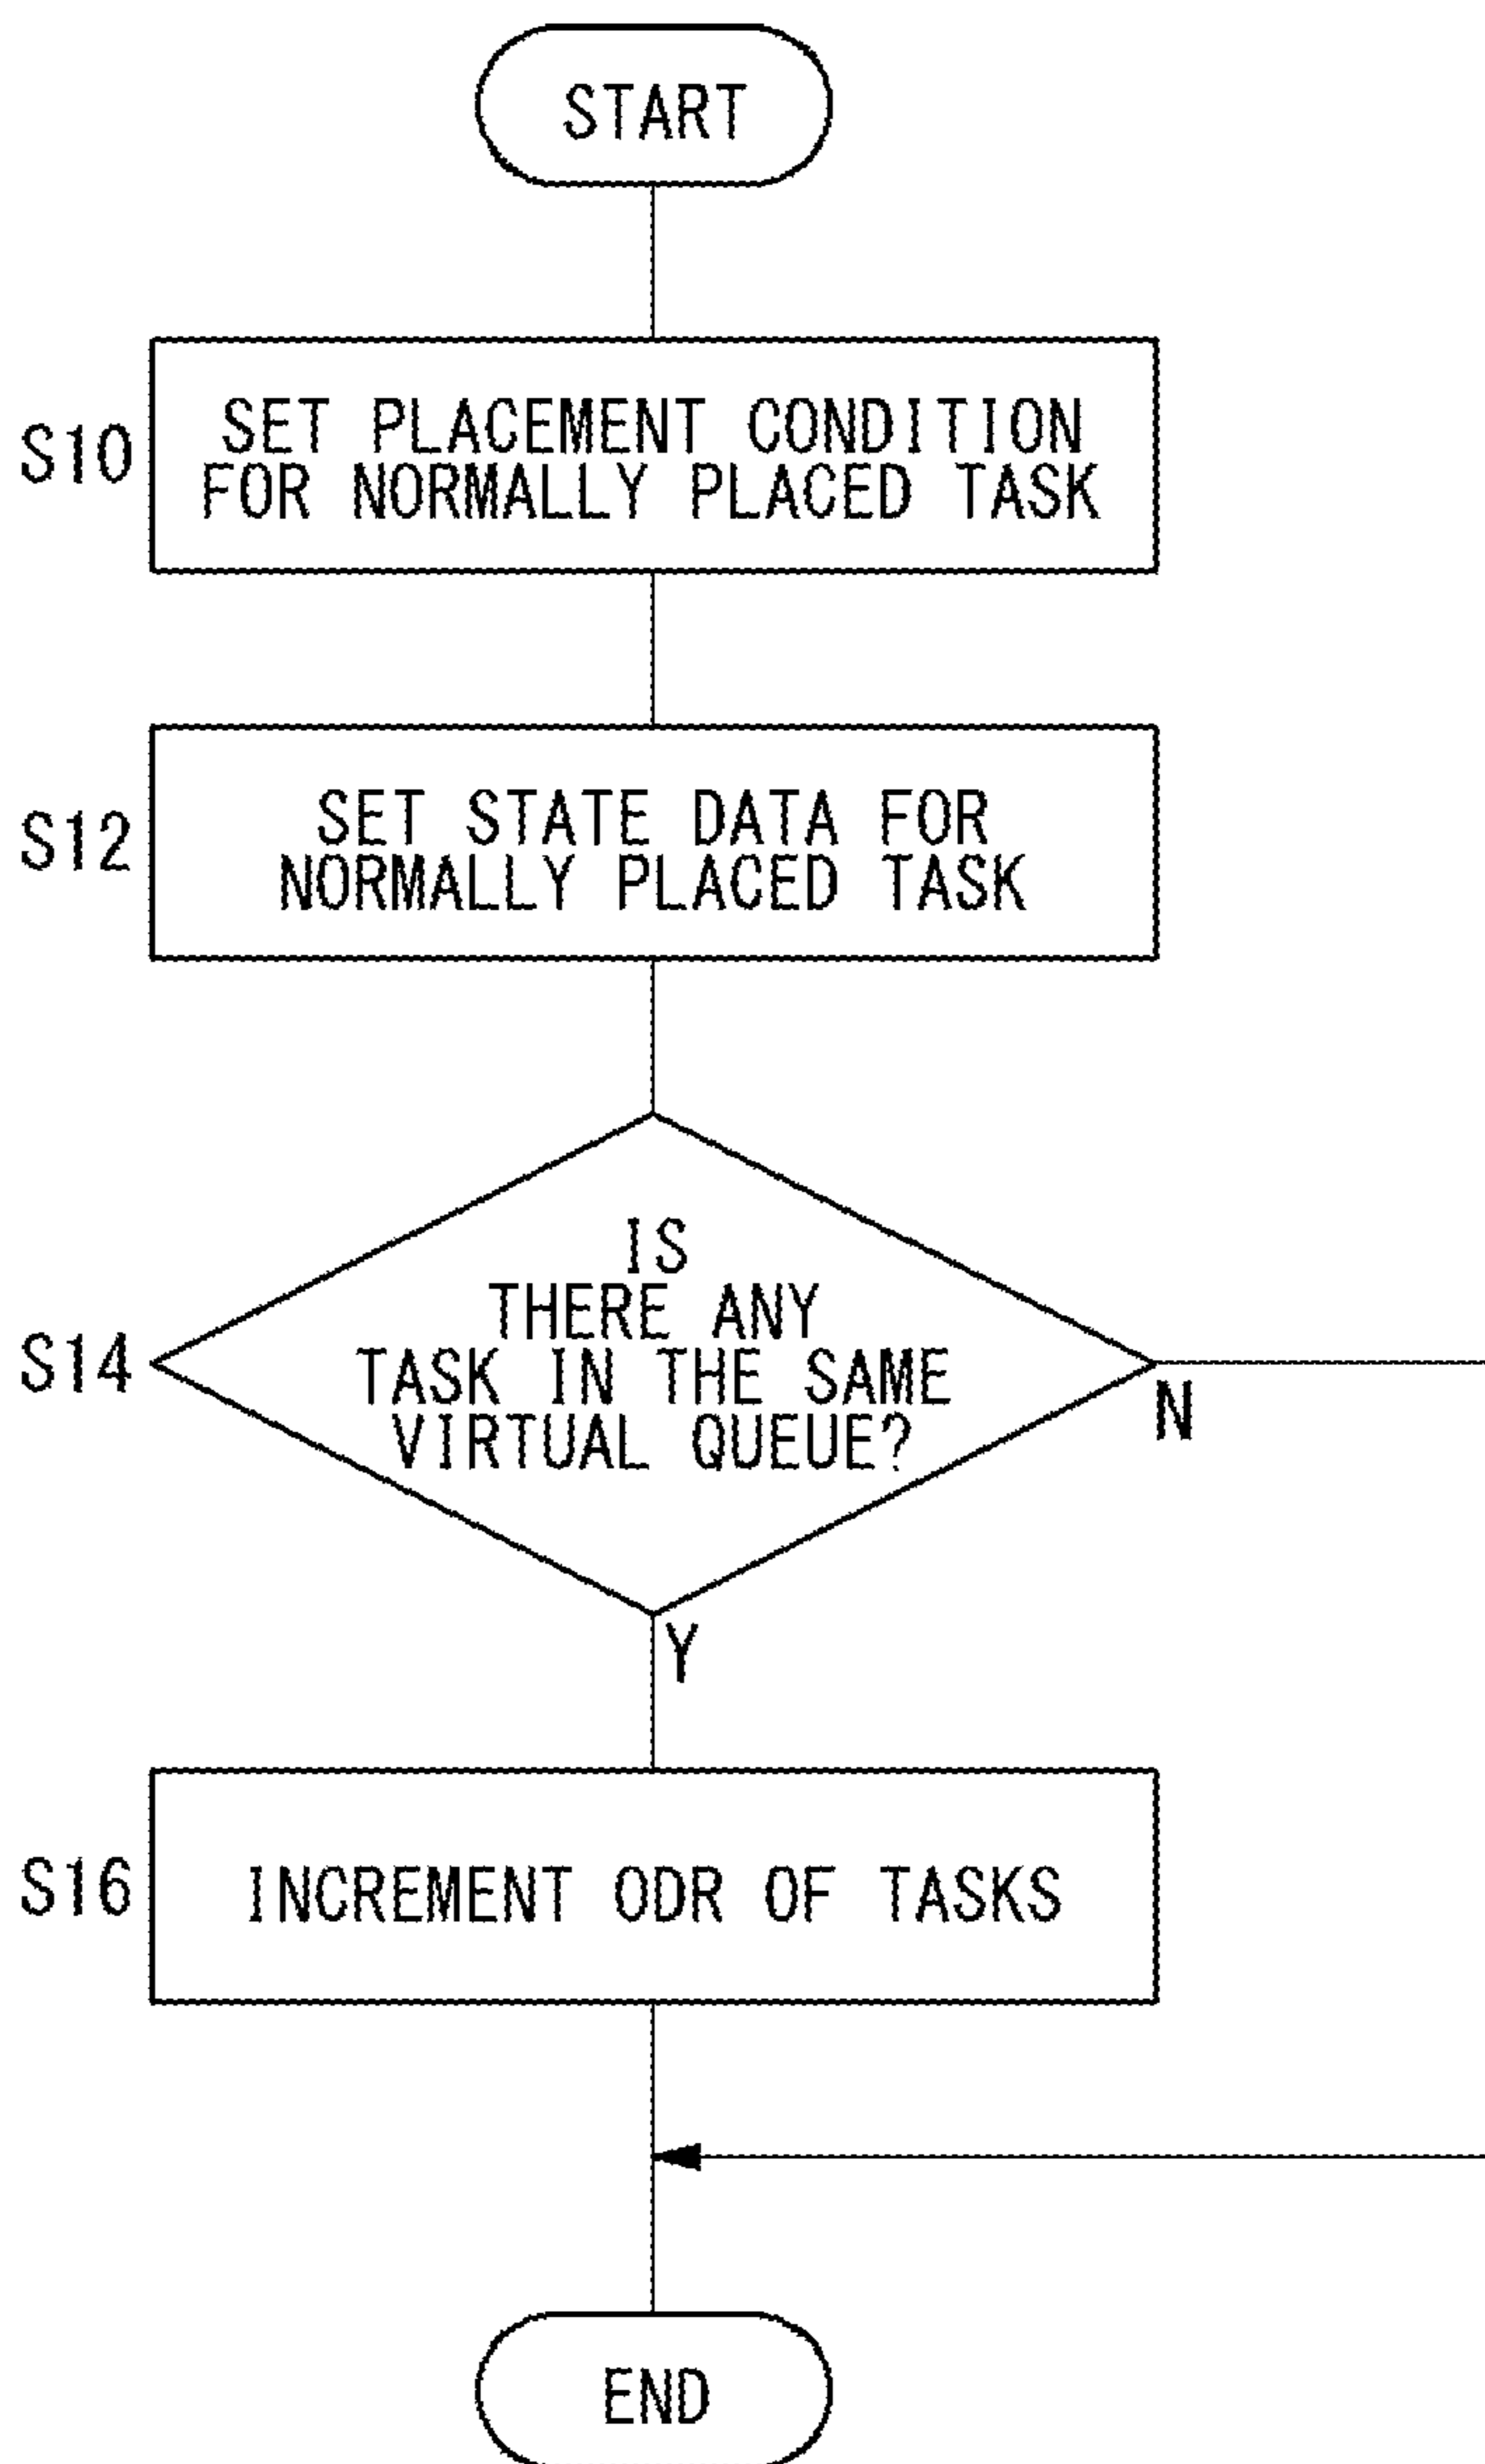 START
S10
SET PLACEMENT CONDITION
FOR NORMALLY PLACED TASK
S12
SET STATE DATA FOR
NORMALLY PLACED TASK
S14
IS
THERE ANY
TASK IN THE SAME
VIRTUAL QUEUE?
N
Y
S16
INCREMENT ODR OF TASKS
END